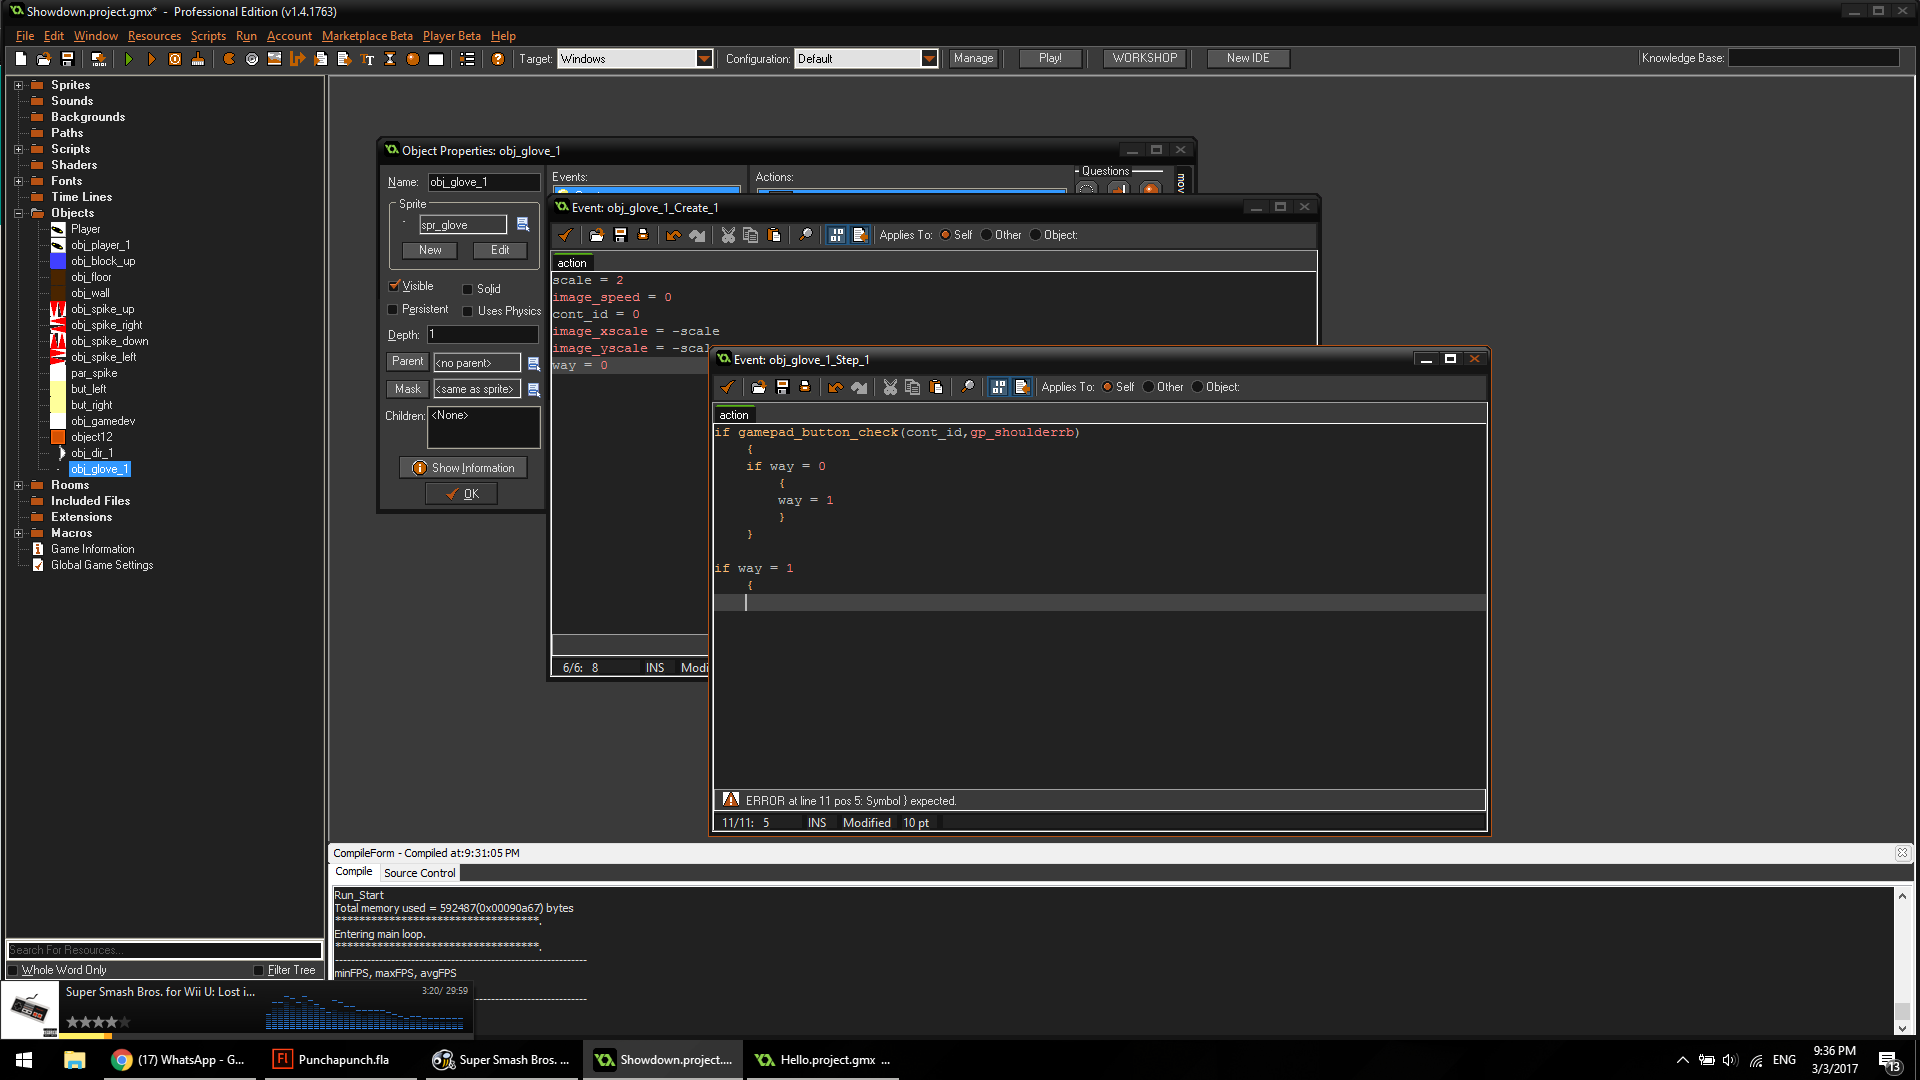 Showdown.project.gmx* - Professional Edition (v1.4.1763)
File Edit Window Resources Scripts Run Account Marketplace Beta Player Beta Help
Target: Windows Configuration: Default Manage Play! WORKSHOP New IDE Knowledge Base:
Sprites
Sounds
Backgrounds
Paths
Scripts
Shaders
Fonts
Time Lines
Objects
Player
obj_player_1
obj_block_up
obj_floor
obj_wall
obj_spike_up
obj_spike_right
obj_spike_down
obj_spike_left
par_spike
but_left
but_right
obj_gamedev
object12
obj_dir_1
obj_glove_1
Rooms
Included Files
Extensions
Macros
Game Information
Global Game Settings
Search For Resources...
Whole Word Only Filter Tree
Object Properties: obj_glove_1
Name: obj_glove_1
Sprite
spr_glove
New Edit
Visible Solid
Persistent Uses Physics
Depth: 1
Parent <no parent>
Mask <same as sprite>
Children: <None>
Show Information
OK
Events:
Actions:
Questions
mov
Event: obj_glove_1_Create_1
Applies To: Self Other Object:
action
scale = 2
image_speed = 0
cont_id = 0
image_xscale = -scale
image_yscale = -scal
way = 0
6/6: 8 INS Modi
Event: obj_glove_1_Step_1
Applies To: Self Other Object:
action
if gamepad_button_check(cont_id,gp_shoulderrb)
{
if way = 0
{
way = 1
}
}
if way = 1
{
ERROR at line 11 pos 5: Symbol } expected.
11/11: 5 INS Modified 10 pt
CompileForm - Compiled at:9:31:05 PM
Compile Source Control
Run_Start
Total memory used = 592487(0x00090a67) bytes
**********************************.
Entering main loop.
**********************************.
minFPS, maxFPS, avgFPS
Super Smash Bros. for Wii U: Lost i... 3:20/ 29:59
(17) WhatsApp - G... Punchapunch.fla Super Smash Bros. ... Showdown.project.... Hello.project.gmx ...
ENG
9:36 PM
3/3/2017
13